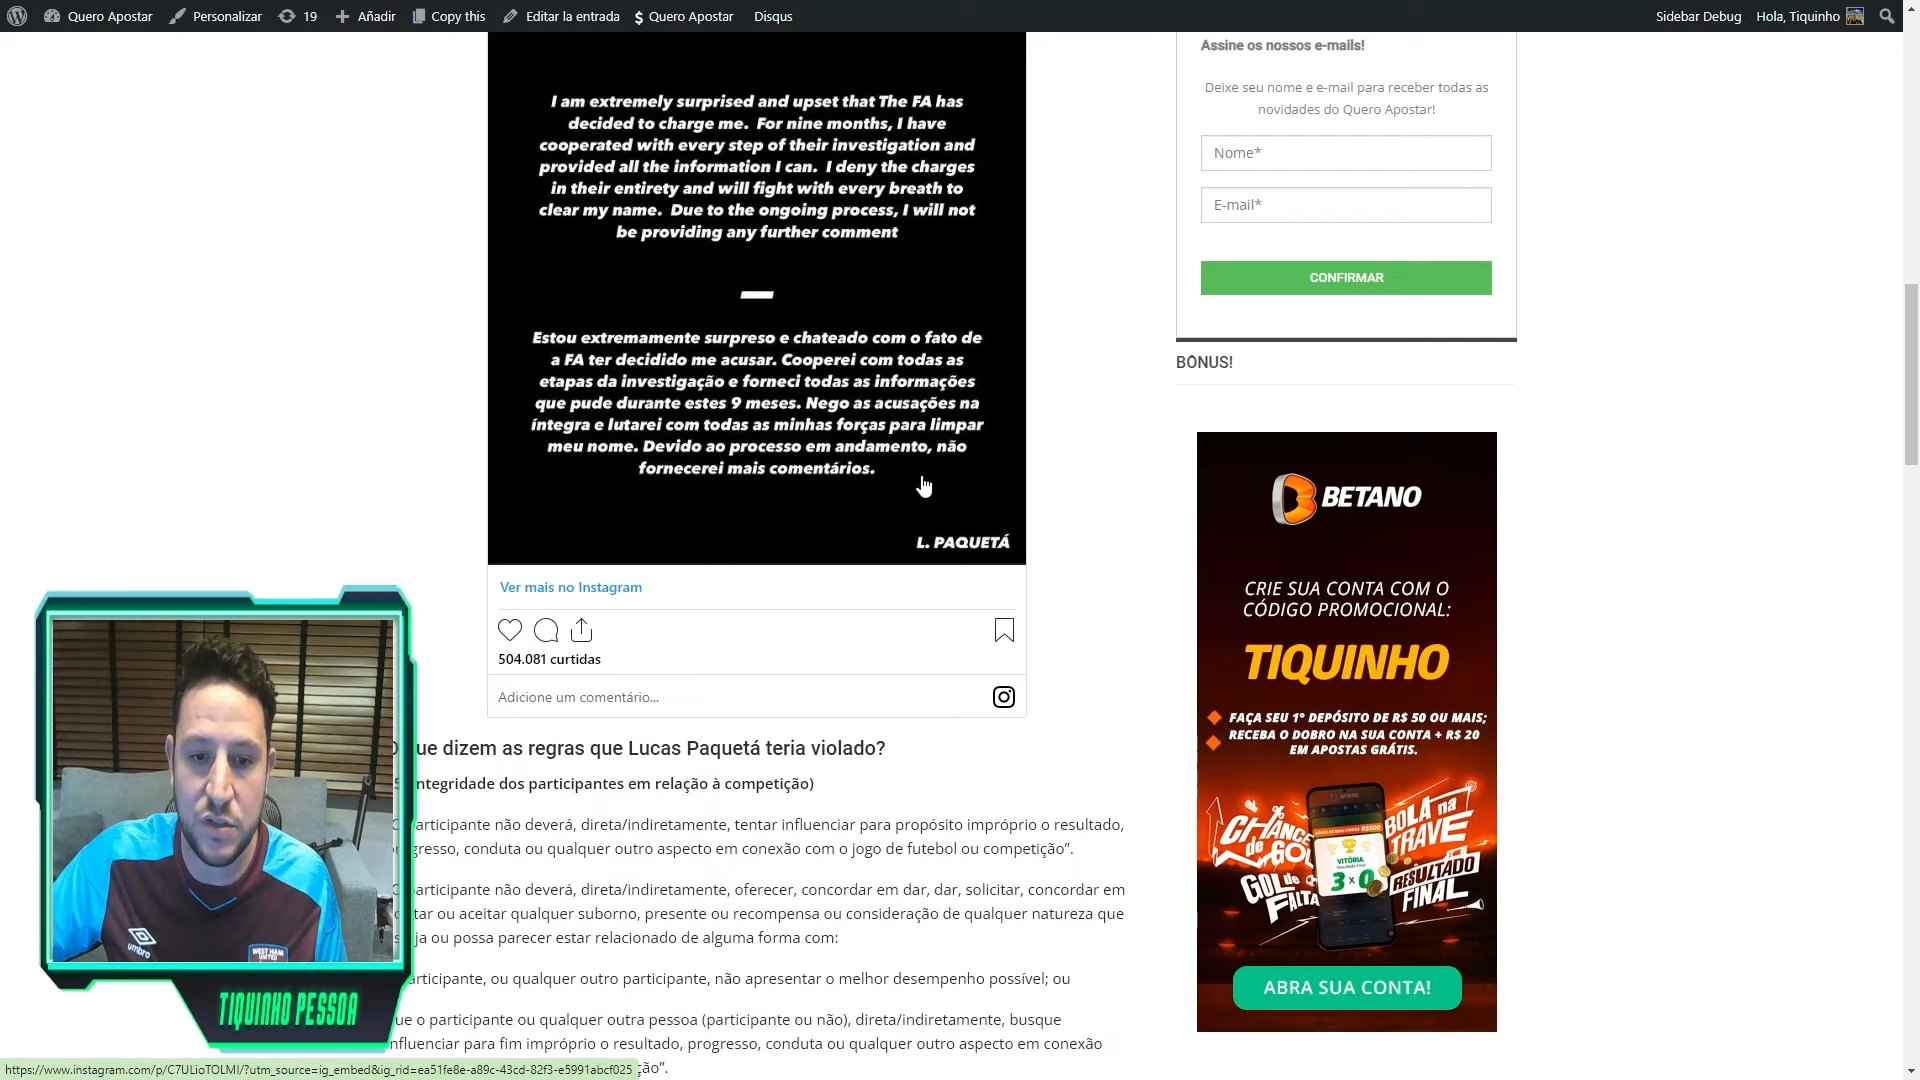 Quero Apostar
Personalizar
19
Añadir
Copy this
Editar la entrada
Quero Apostar
Disqus
Sidebar Debug
Hola, Tiquinho
I am extremely surprised and upset that The FA has
decided to charge me. For nine months, I have
cooperated with every step of their investigation and
provided all the information I can. I deny the charges
in their entirety and will fight with every breath to
clear my name. Due to the ongoing process, I will not
be providing any further comment
Estou extremamente surpreso e chateado com o fato de
a FA ter decidido me acusar. Cooperei com todas as
etapas da investigação e forneci todas as informações
que pude durante estes 9 meses. Nego as acusações na
íntegra e lutarei com todas as minhas forças para limpar
meu nome. Devido ao processo em andamento, não
fornecerei mais comentários.
L. PAQUETÁ
Ver mais no Instagram
504.081 curtidas
Adicione um comentário...
que dizem as regras que Lucas Paquetá teria violado?
integridade dos participantes em relação à competição)
participante não deverá, direta/indiretamente, tentar influenciar para propósito impróprio o resultado,
gresso, conduta ou qualquer outro aspecto em conexão com o jogo de futebol ou competição”.
participante não deverá, direta/indiretamente, oferecer, concordar em dar, dar, solicitar, concordar em
tar ou aceitar qualquer suborno, presente ou recompensa ou consideração de qualquer natureza que
ja ou possa parecer estar relacionado de alguma forma com:
articipante, ou qualquer outro participante, não apresentar o melhor desempenho possível; ou
ue o participante ou qualquer outra pessoa (participante ou não), direta/indiretamente, busque
nfluenciar para fim impróprio o resultado, progresso, conduta ou qualquer outro aspecto em conexão
ção”.
Assine os nossos e-mails!
Deixe seu nome e e-mail para receber todas as
novidades do Quero Apostar!
Nome*
E-mail*
CONFIRMAR
BÔNUS!
BETANO
CRIE SUA CONTA COM O
CÓDIGO PROMOCIONAL:
TIQUINHO
FAÇA SEU 1º DEPÓSITO DE R$ 50 OU MAIS;
RECEBA O DOBRO NA SUA CONTA + R$ 20
EM APOSTAS GRÁTIS.
% CHANCE
de GOL
BOLA na
TRAVE
GOL de
FALTA
BETANO
VITÓRIA
3 x 0
RESULTADO
FINAL
ABRA SUA CONTA!
umbro
WEST HAM
UNITED
TIQUINHO PESSOA
https://www.instagram.com/p/C7ULioTOLMI/?utm_source=ig_embed&ig_rid=ea51fe8e-a89c-43cd-82f3-e5991abcf025